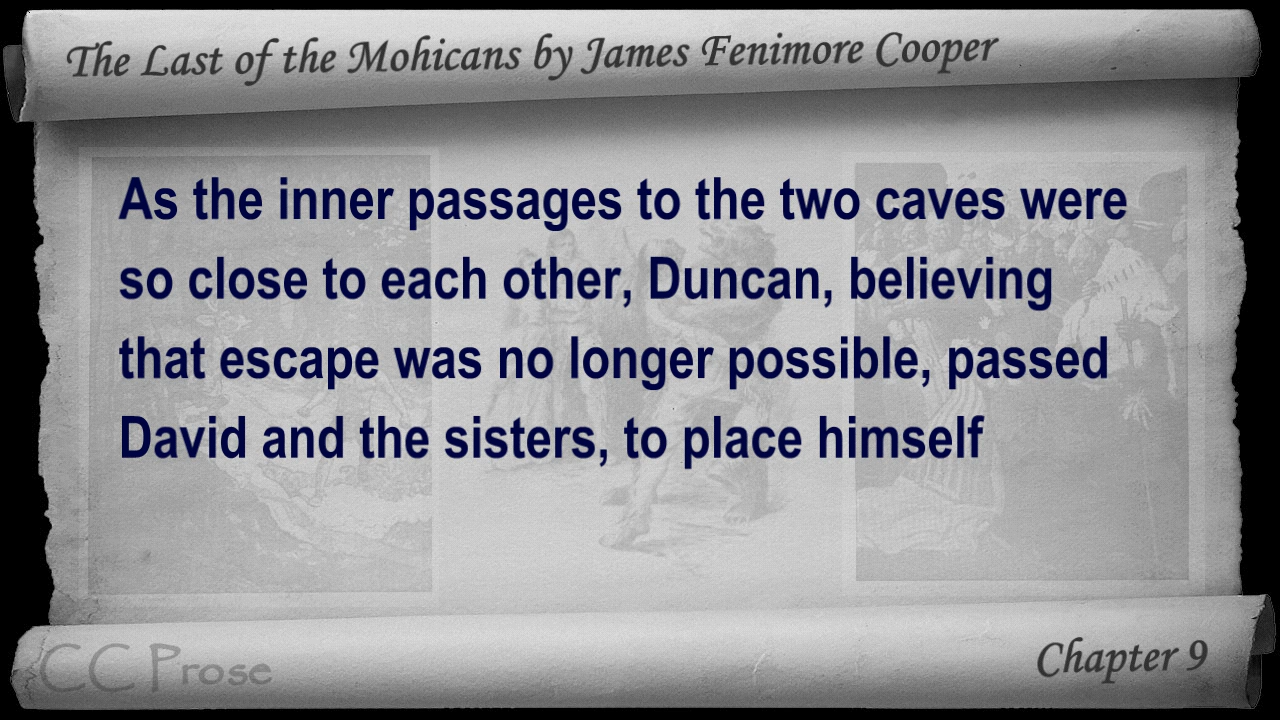 The Last of the Mohicans by James Fenimore Cooper
As the inner passages to the two caves were
so close to each other, Duncan, believing
that escape was no longer possible, passed
David and the sisters, to place himself
CC Prose
Chapter 9